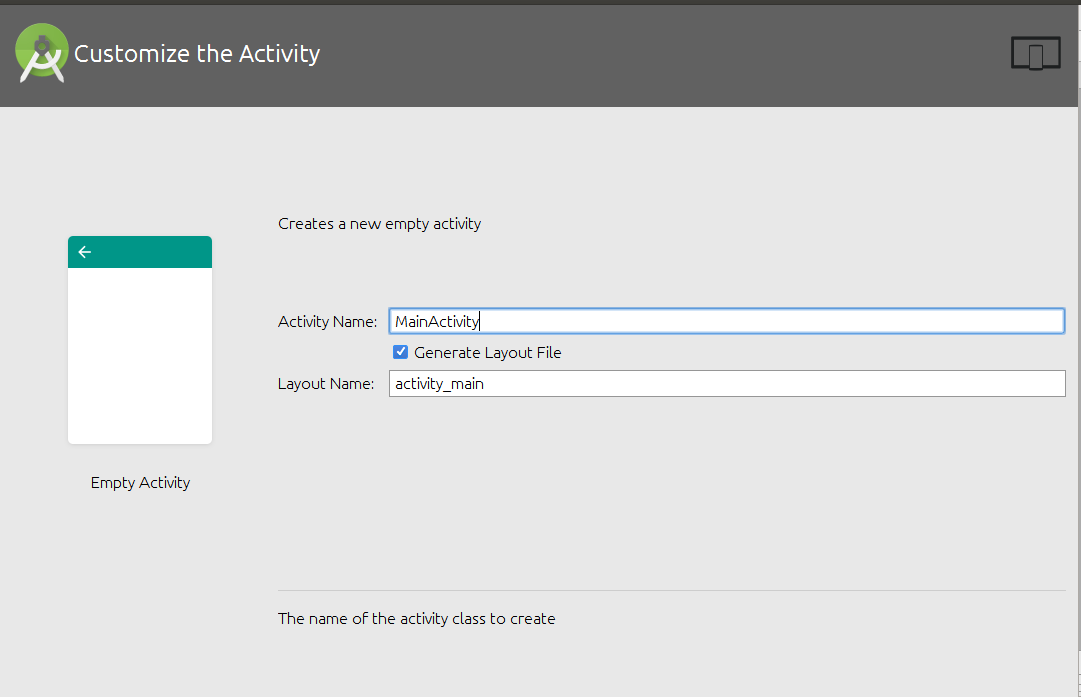 Customize the Activity
Creates a new empty activity
Activity Name: MainActivity
Generate Layout File
Layout Name: activity_main
Empty Activity
The name of the activity class to create